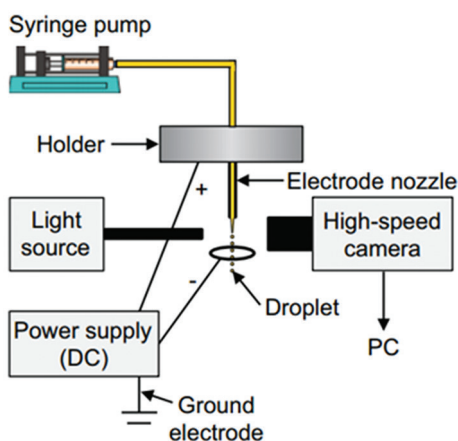 Syringe pump
Holder
+
Electrode nozzle
Light
source
High-speed
camera
-
Droplet
Power supply
(DC)
PC
Ground
electrode